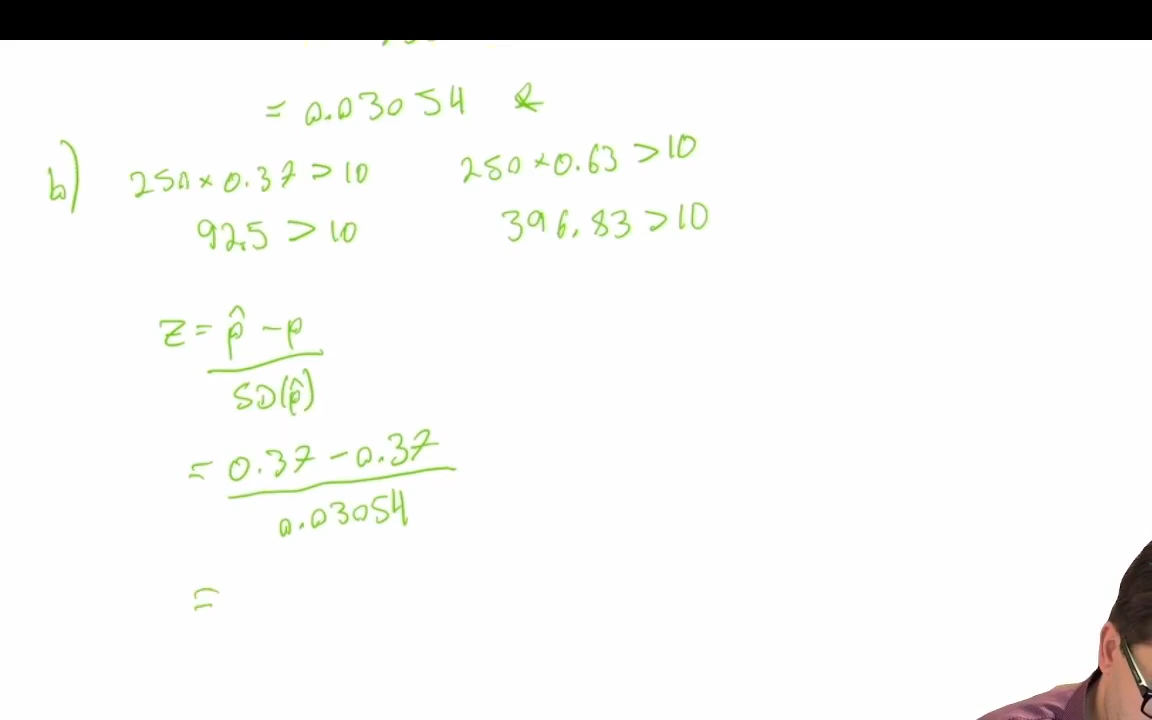 = 0.03054 &
b) 250 × 0.37 > 10 250 × 0.63 > 10
92.5 > 10 396.83 > 10
z = p̂ - p
SD(p̂)
= 0.37 - 0.37
0.03054
=